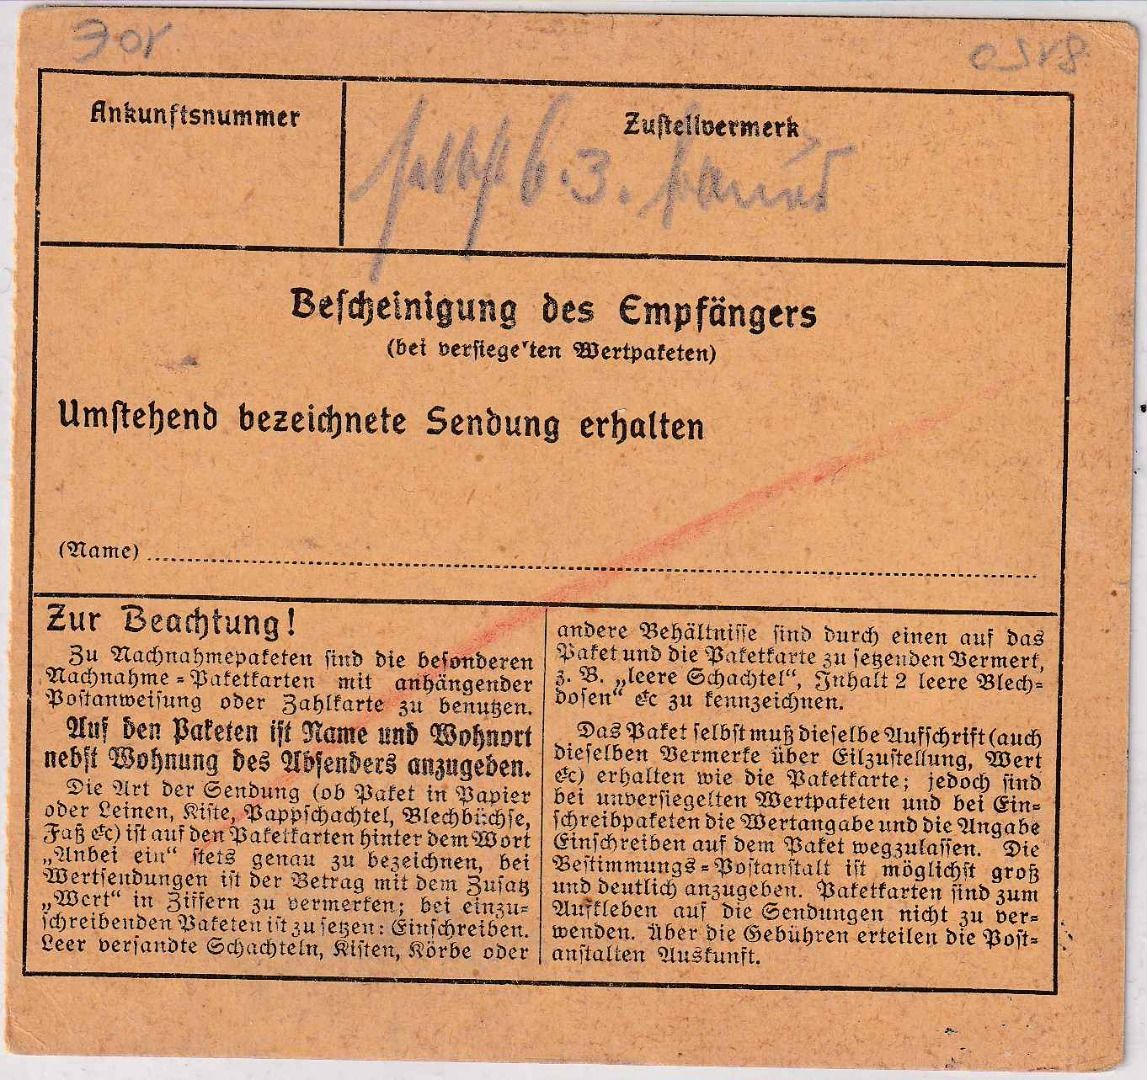 Ankunftsnummer
Zustellvermerk
selbst 6.3.
Bescheinigung des Empfängers
(bei versiege'ten Wertpaketen)
Umstehend bezeichnete Sendung erhalten
(Name)
Zur Beachtung!
Zu Nachnahmepaketen sind die besonderen
Nachnahme=Paketkarten mit anhängender
Postanweisung oder Zahlkarte zu benutzen.
Auf den Paketen ist Name und Wohnort
nebst Wohnung des Absenders anzugeben.
Die Art der Sendung (ob Paket in Papier
oder Leinen, Kiste, Pappschachtel, Blechbüchse,
Faß &c) ist auf den Paketkarten hinter dem Wort
„Anbei ein“ stets genau zu bezeichnen, bei
Wertsendungen ist der Betrag mit dem Zusatz
„Wert“ in Ziffern zu vermerken; bei einzu=
schreibenden Paketen ist zu setzen: Einschreiben.
Leer versandte Schachteln, Kisten, Körbe oder
andere Behältnisse sind durch einen auf das
Paket und die Paketkarte zu setzenden Vermerk,
z. B. „leere Schachtel“, Inhalt 2 leere Blech=
dosen“ &c zu kennzeichnen.
Das Paket selbst muß dieselbe Aufschrift (auch
dieselben Vermerke über Eilzustellung, Wert
&c) erhalten wie die Paketkarte; jedoch sind
bei unversiegelten Wertpaketen und bei Ein=
schreibpaketen die Wertangabe und die Angabe
Einschreiben auf dem Paket wegzulassen. Die
Bestimmungs=Postanstalt ist möglichst groß
und deutlich anzugeben. Paketkarten sind zum
Aufkleben auf die Sendungen nicht zu ver=
wenden. Über die Gebühren erteilen die Post=
anstalten Auskunft.